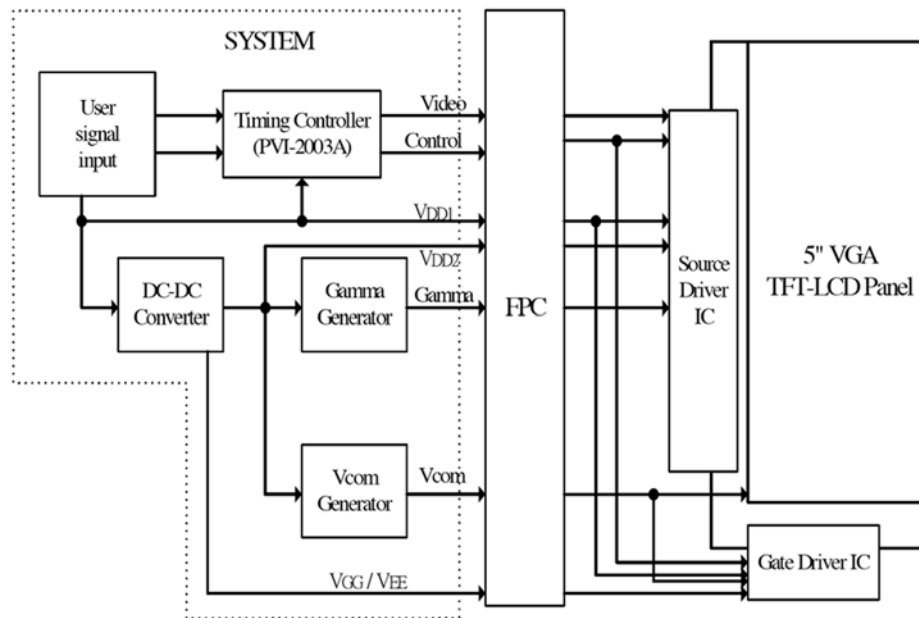 SYSTEM
User
signal
input
Timing Controller
(PVI-2003A)
Video
Control
VDD1
VDD2
DC-DC
Converter
Gamma
Generator
Gamma
FPC
Source
Driver
IC
5" VGA
TFT-LCD Panel
Vcom
Generator
Vcom
VGG / VEE
Gate Driver IC